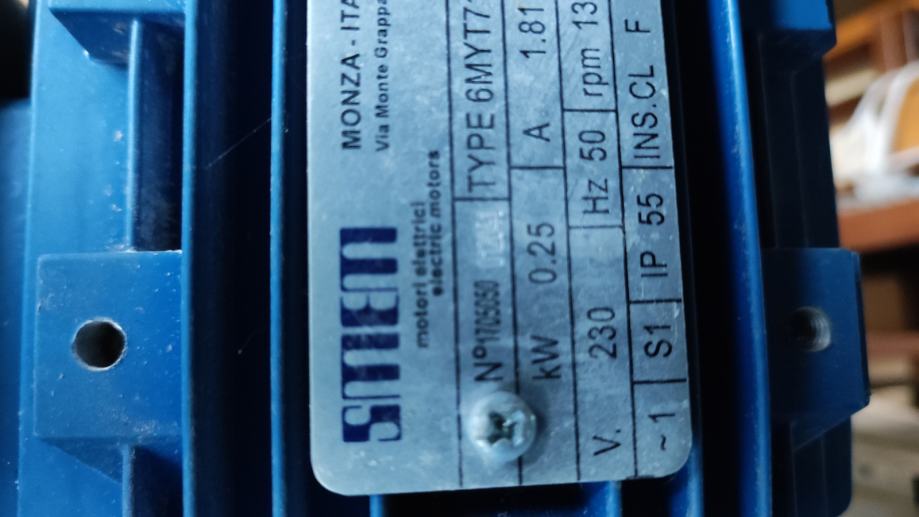 SMEM
MONZA - ITA
motori elettrici
electric motors
Via Monte Grappa
N° 1705050 TYPE 6MYT71
kW 0.25 A 1.81
V. 230 Hz 50 rpm 13
~ 1 S1 IP 55 INS.CL F